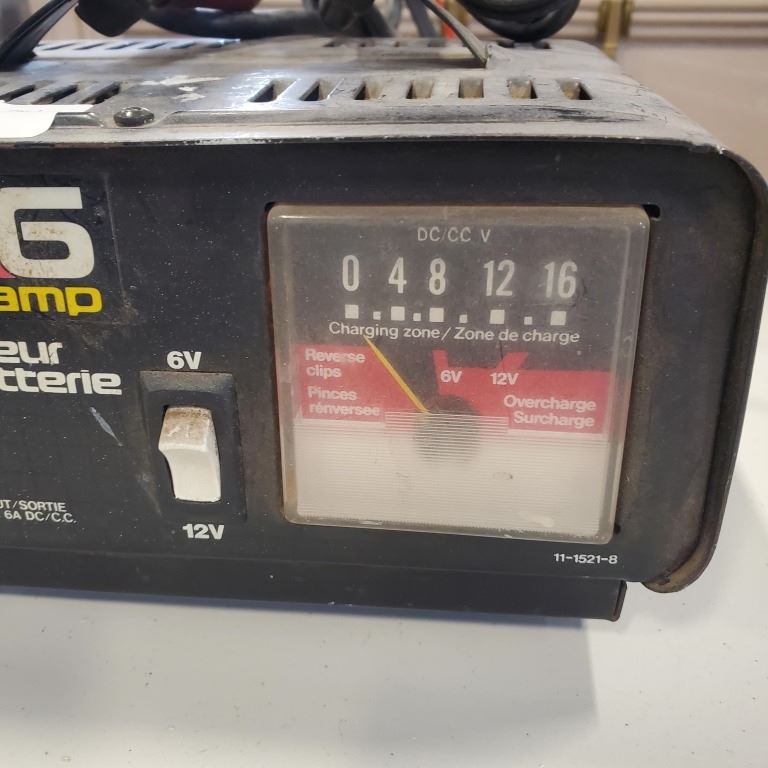 6
amp
eur
tterie
6V
12V
UT/SORTIE
6A DC/C.C.
DC/CC V
0 4 8 12 16
Charging zone/Zone de charge
Reverse
clips
Pinces
rénversee
6V 12V
Overcharge
Surcharge
11-1521-8